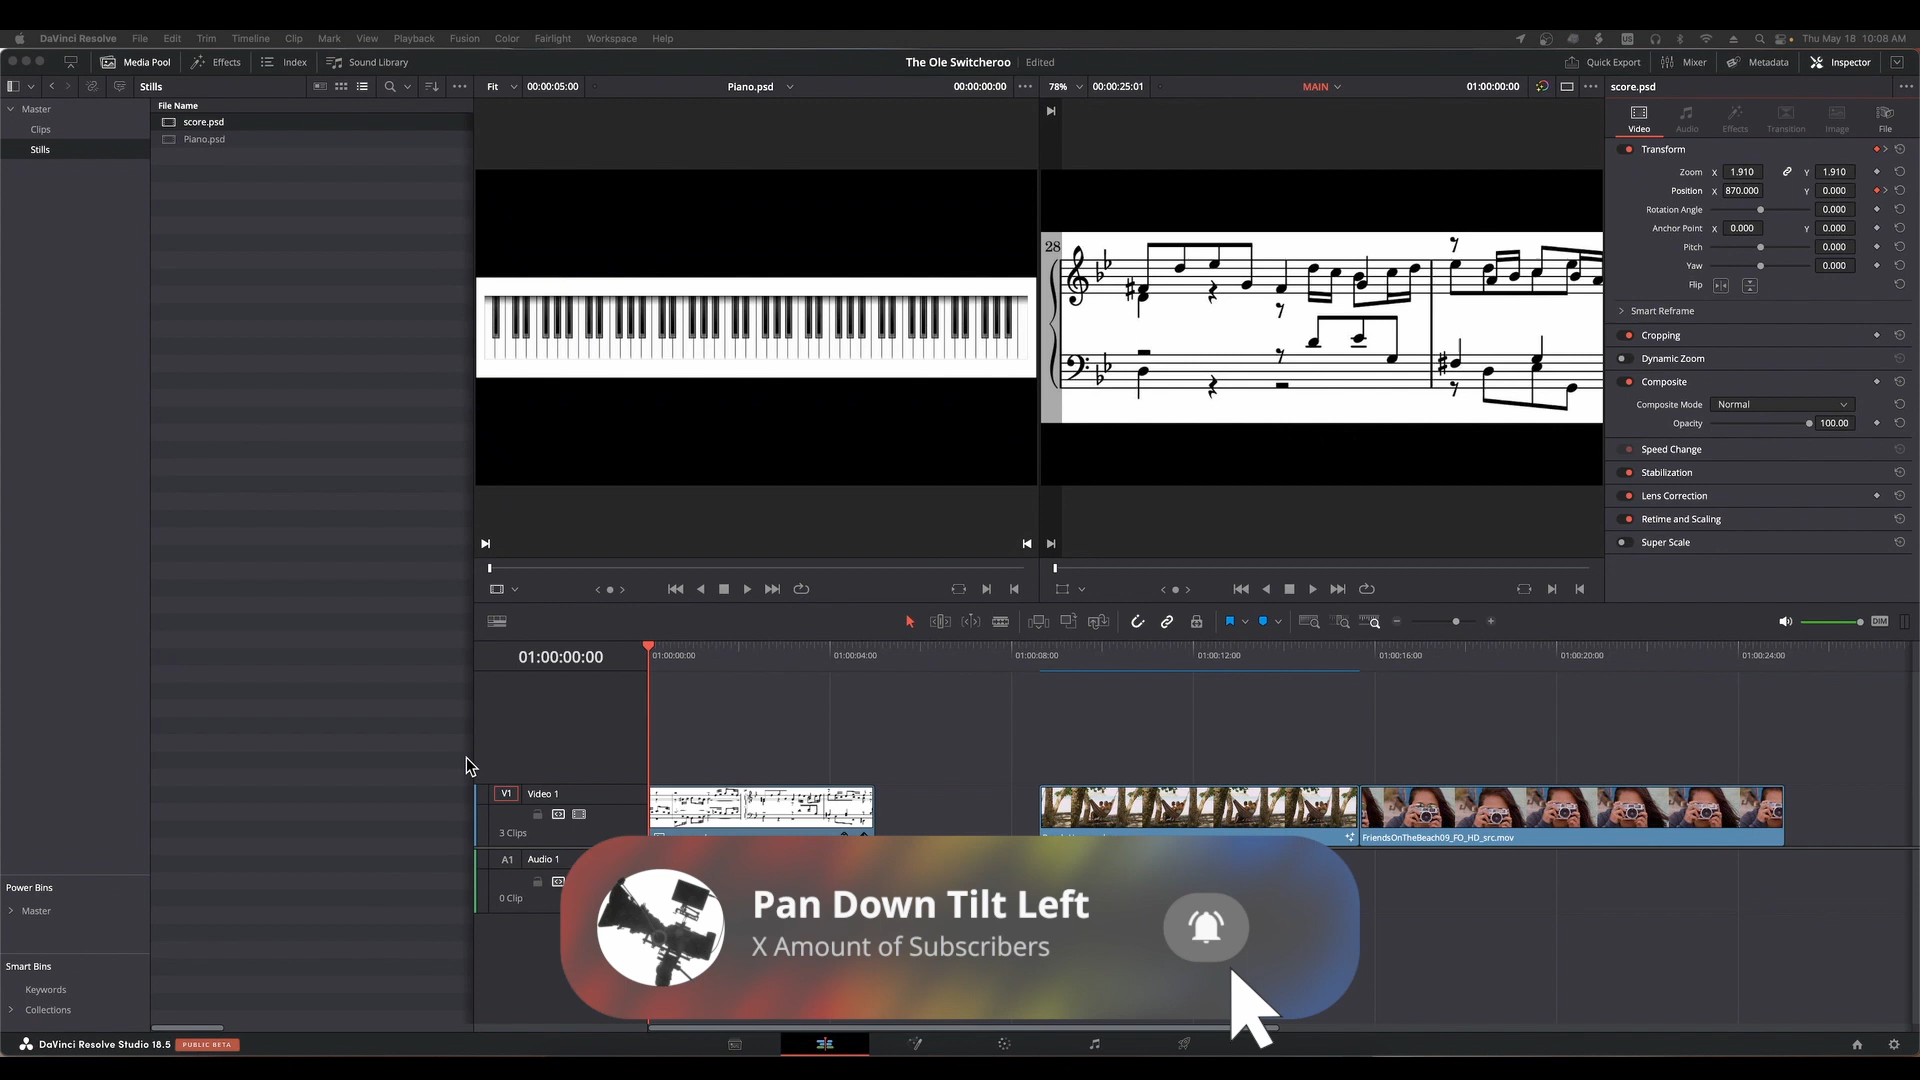 DaVinci Resolve File Edit Trim Timeline Clip Mark View Playback Fusion Color Fairlight Workspace Help
US Thu May 18 10:08 AM
Media Pool Effects Index Sound Library
The Ole Switcheroo Edited
Quick Export Mixer Metadata Inspector
Stills
Fit 00:00:05:00 Piano.psd 00:00:00:00
78% 00:00:25:01 MAIN 01:00:00:00
score.psd
Master
Clips
Stills
File Name
score.psd
Piano.psd
28
Video Audio Effects Transition Image File
Transform
Zoom X 1.910 Y 1.910
Position X 870.000 Y 0.000
Rotation Angle 0.000
Anchor Point X 0.000 Y 0.000
Pitch 0.000
Yaw 0.000
Flip
Smart Reframe
Cropping
Dynamic Zoom
Composite
Composite Mode Normal
Opacity 100.00
Speed Change
Stabilization
Lens Correction
Retime and Scaling
Super Scale
DIM
01:00:00:00
01:00:00:00 01:00:04:00 01:00:08:00 01:00:12:00 01:00:16:00 01:00:20:00 01:00:24:00
V1 Video 1
3 Clips
FriendsOnTheBeach09_FO_HD_src.mov
A1 Audio 1
0 Clip
Pan Down Tilt Left
X Amount of Subscribers
Power Bins
Master
Smart Bins
Keywords
Collections
DaVinci Resolve Studio 18.5 PUBLIC BETA